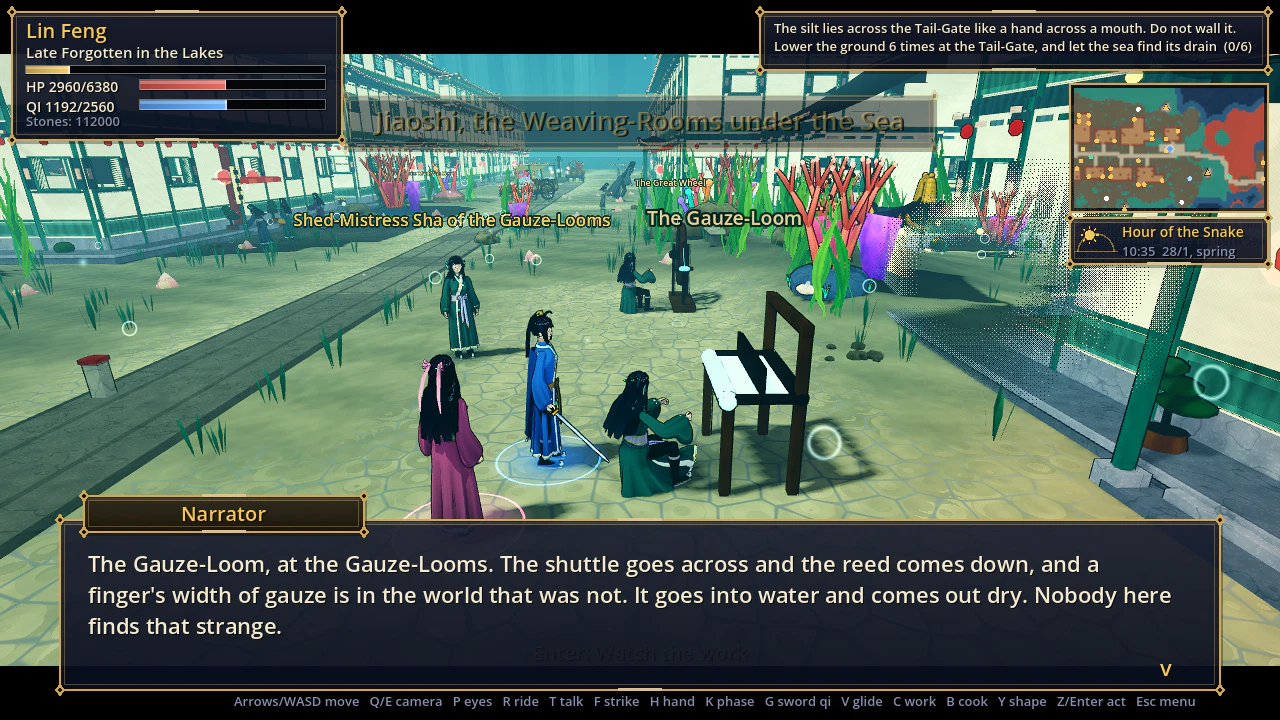 Lin Feng
Late Forgotten in the Lakes
HP 2960/6380
QI 1192/2560
Stones: 112000
The silt lies across the Tail-Gate like a hand across a mouth. Do not wall it.
Lower the ground 6 times at the Tail-Gate, and let the sea find its drain (0/6)
Jiaoshi, the Weaving-Rooms under the Sea
The Great Wheel
Shed-Mistress Sha of the Gauze-Looms
The Gauze-Loom
Hour of the Snake
10:35 28/1, spring
Narrator
The Gauze-Loom, at the Gauze-Looms. The shuttle goes across and the reed comes down, and a
finger's width of gauze is in the world that was not. It goes into water and comes out dry. Nobody here
finds that strange.
Enter: Watch the Work
V
Arrows/WASD move Q/E camera P eyes R ride T talk F strike H hand K phase G sword qi V glide C work B cook Y shape Z/Enter act Esc menu